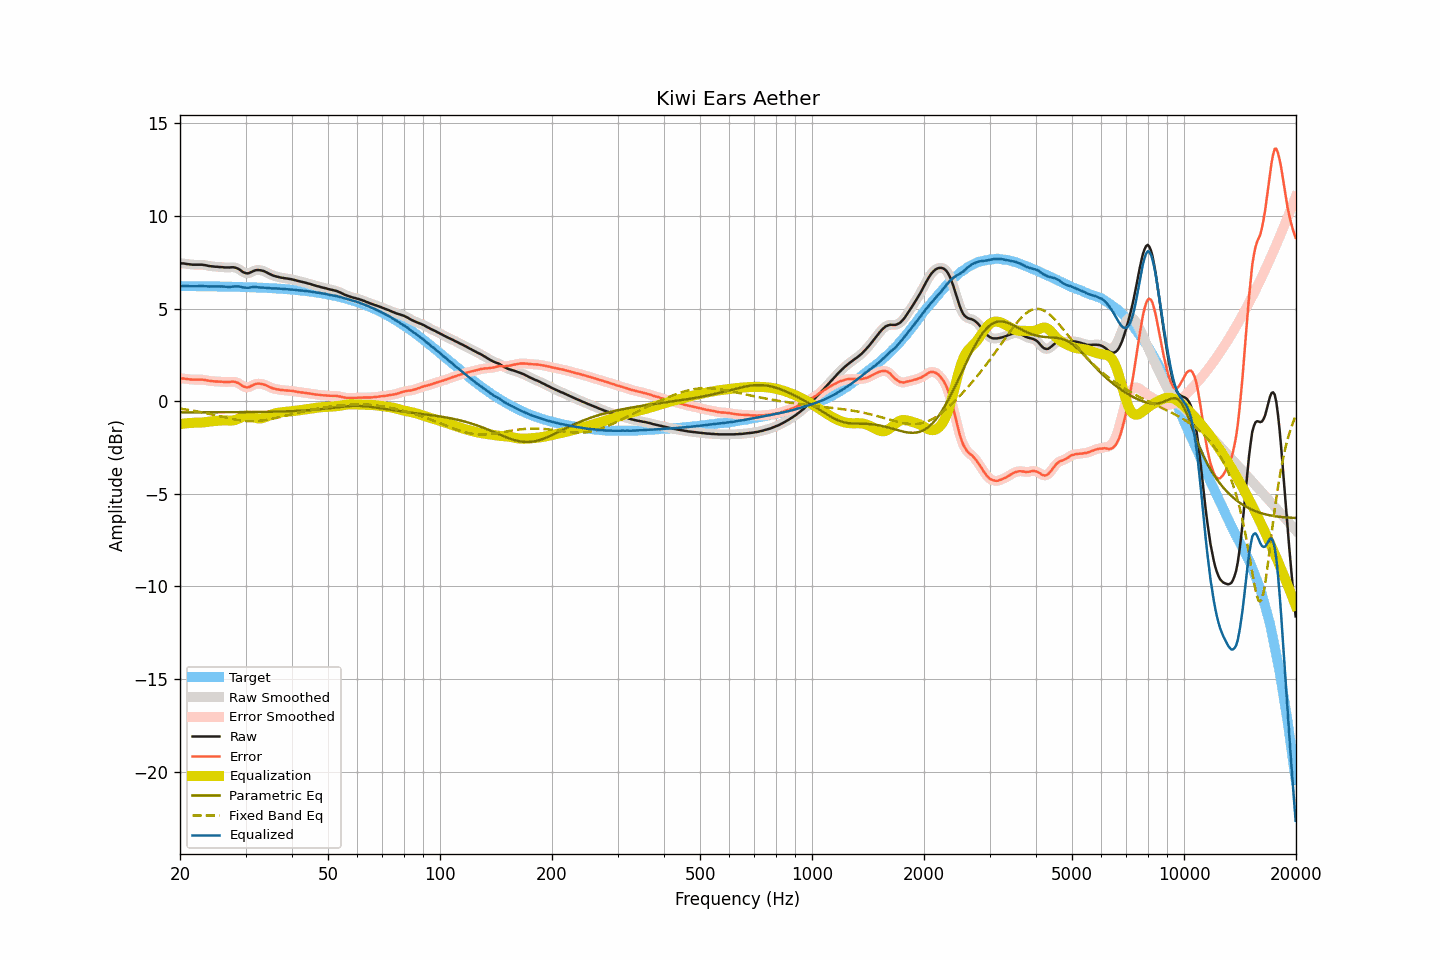 Kiwi Ears Aether
15
10
5
0
−5
−10
−15
−20
Amplitude (dBr)
Target
Raw Smoothed
Error Smoothed
Raw
Error
Equalization
Parametric Eq
Fixed Band Eq
Equalized
20 50 100 200 500 1000 2000 5000 10000 20000
Frequency (Hz)